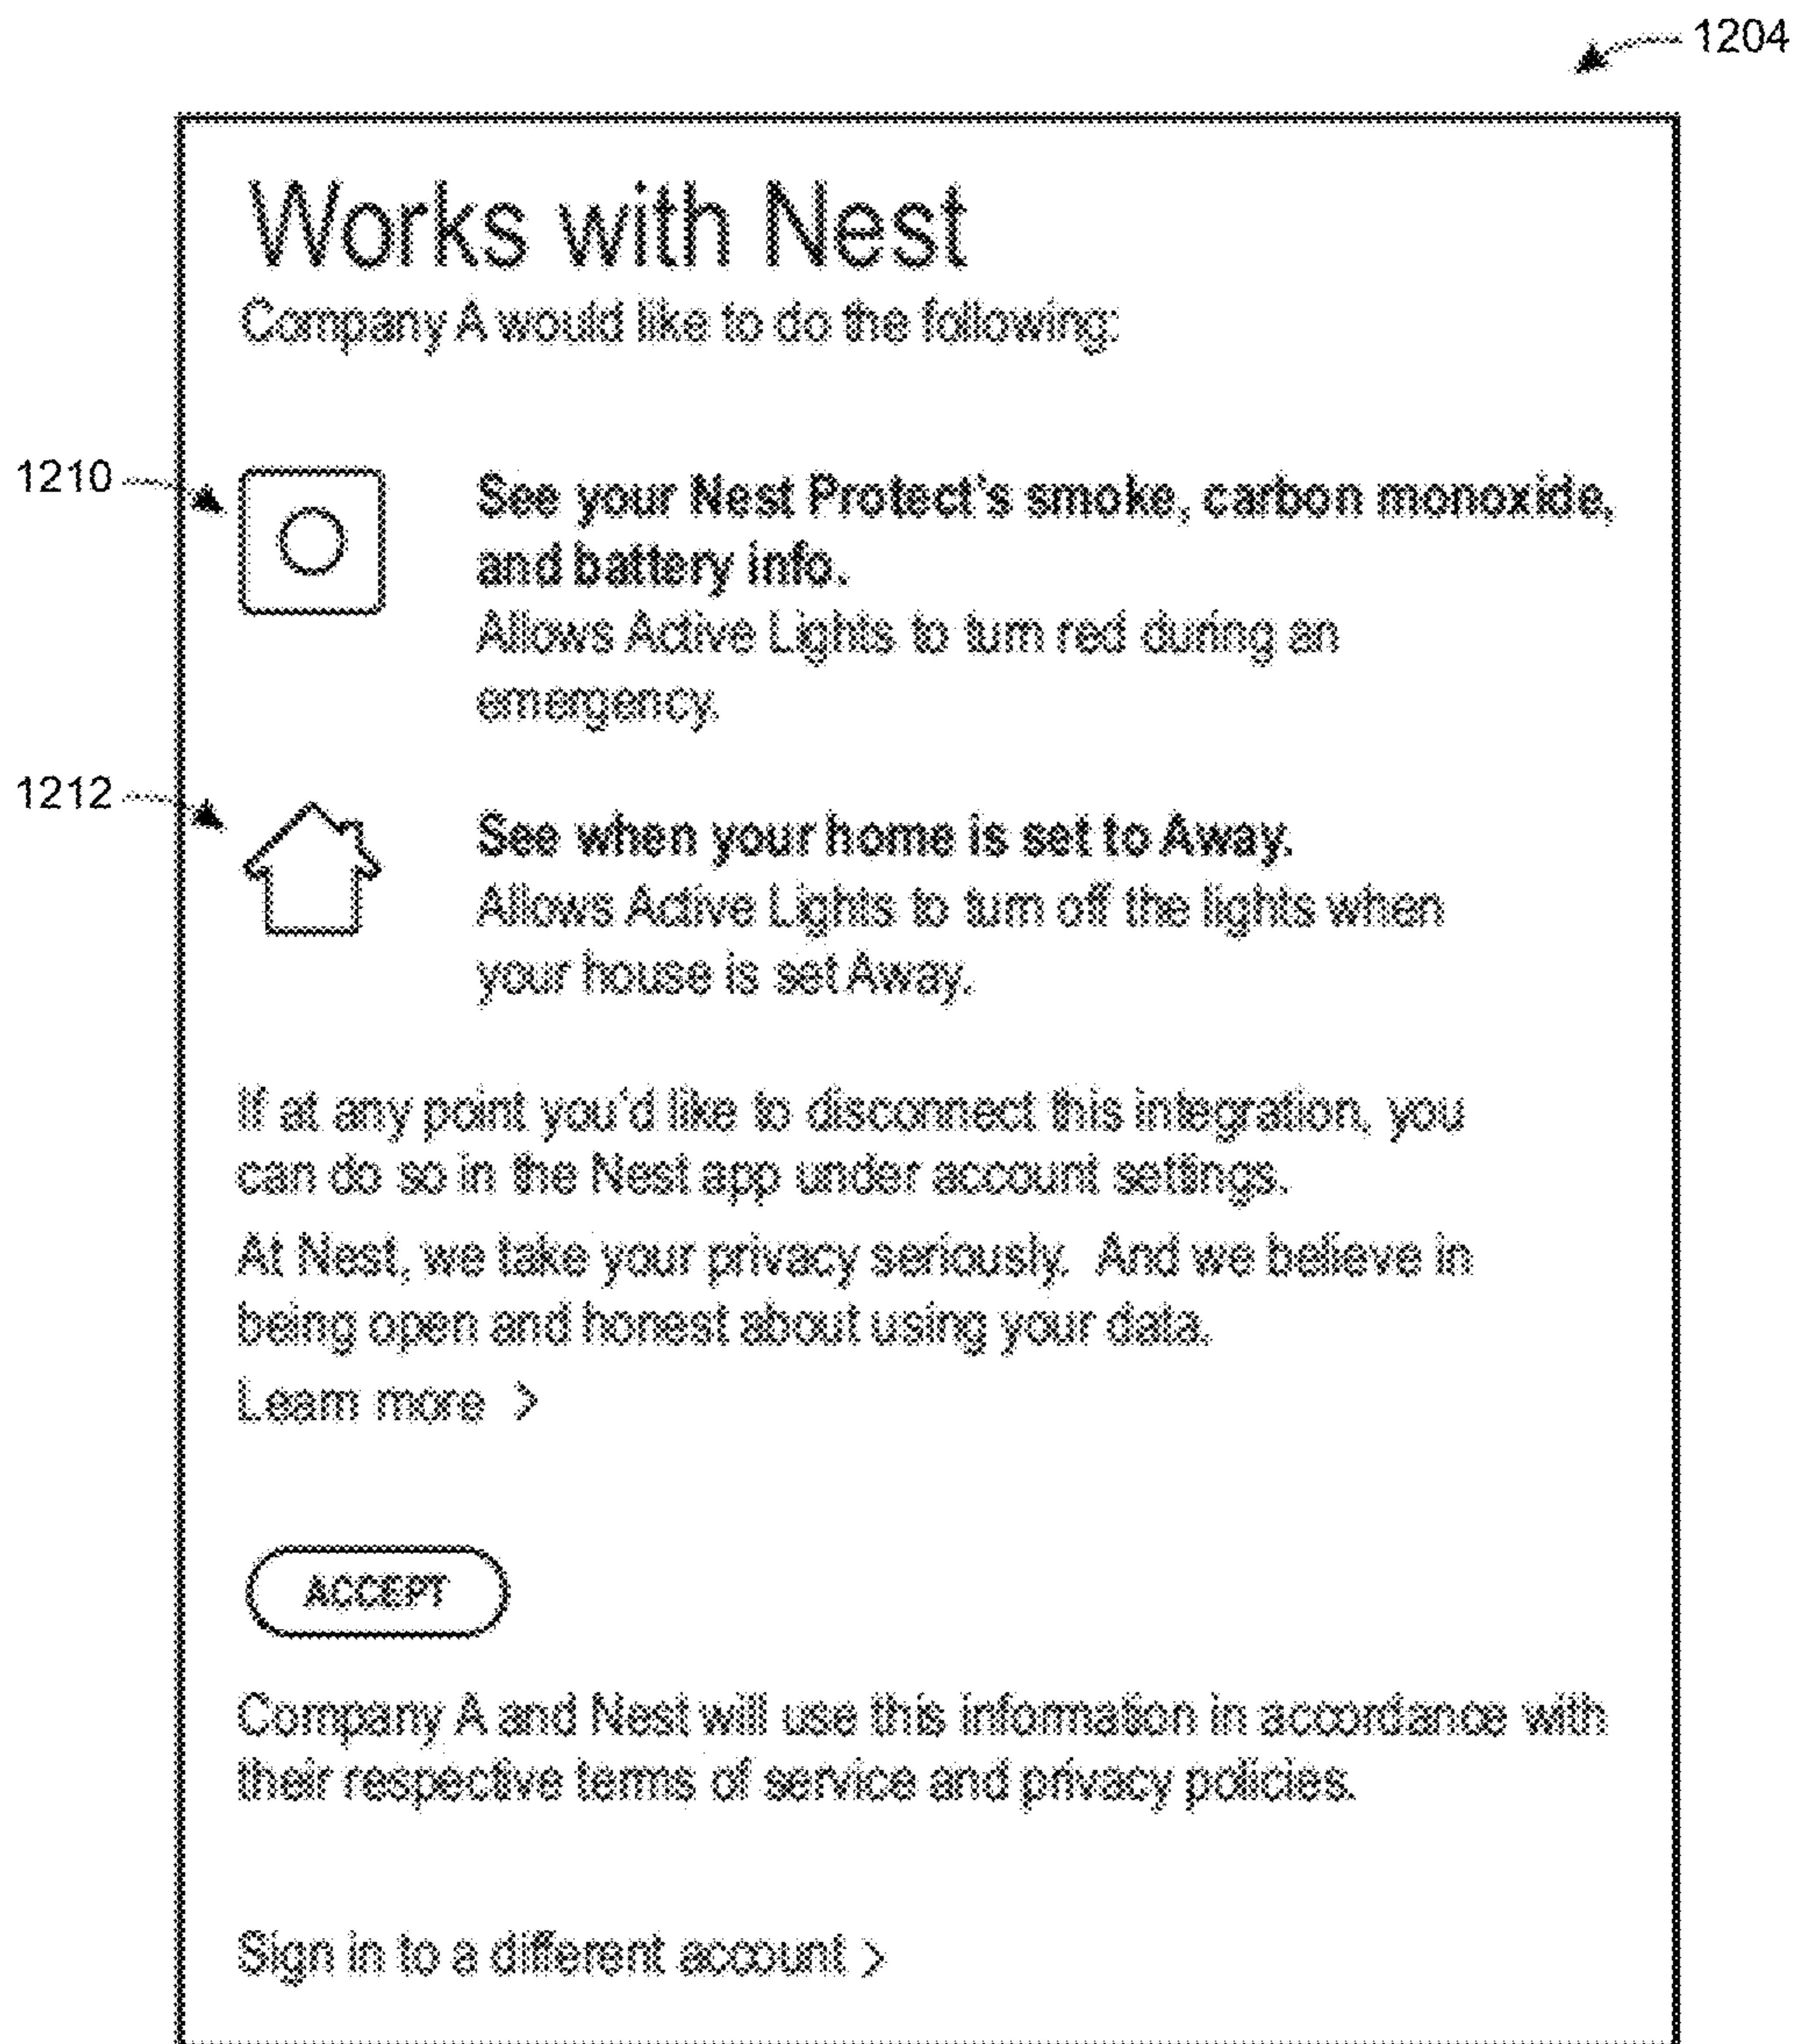 1204
Works with Nest
Company A would like to do the following:
1210
See your Nest Protect's smoke, carbon monoxide,
and battery info.
Allows Active Lights to turn red during an
emergency.
1212
See when your home is set to Away.
Allows Active Lights to turn off the lights when
your house is set Away.
If at any point you'd like to disconnect this integration, you
can do so in the Nest app under account settings.
At Nest, we take your privacy seriously. And we believe in
being open and honest about using your data.
Learn more >
ACCEPT
Company A and Nest will use this information in accordance with
their respective terms of service and privacy policies.
Sign in to a different account >